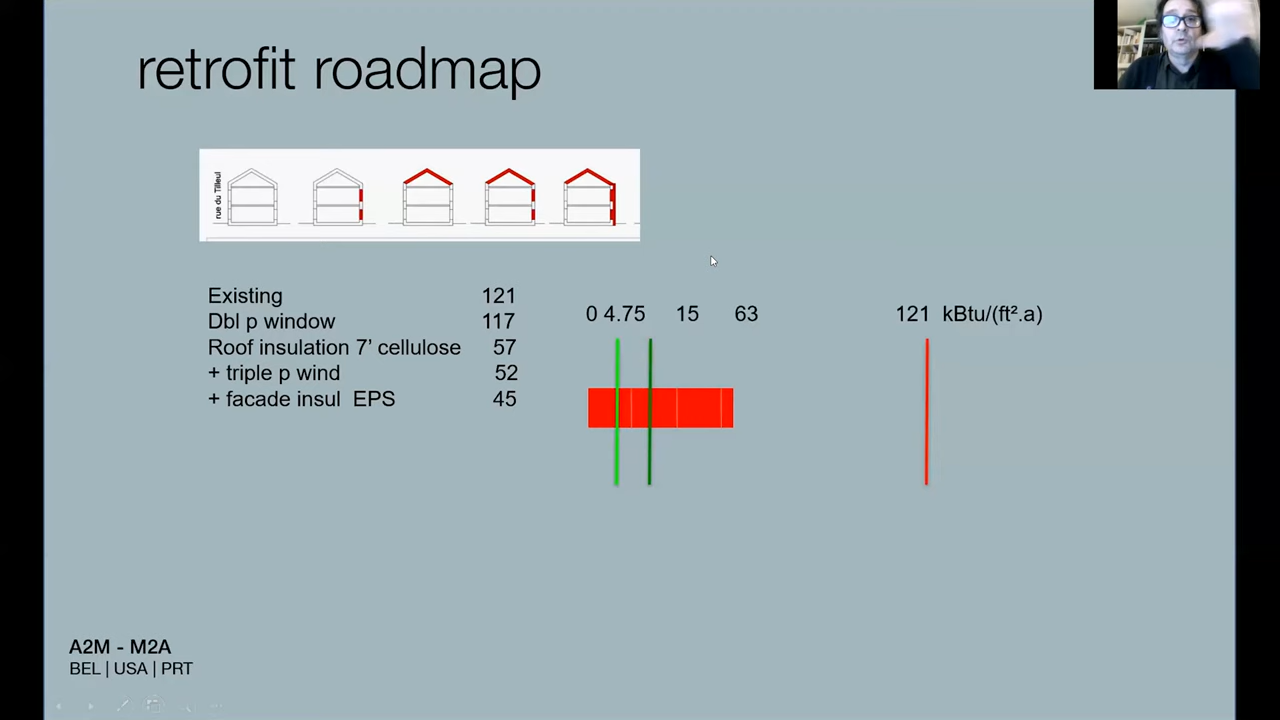 retrofit roadmap
rue du Tilleul
Existing 121
Dbl p window 117
Roof insulation 7’ cellulose 57
+ triple p wind 52
+ facade insul EPS 45
0 4.75 15 63 121 kBtu/(ft².a)
A2M - M2A
BEL | USA | PRT